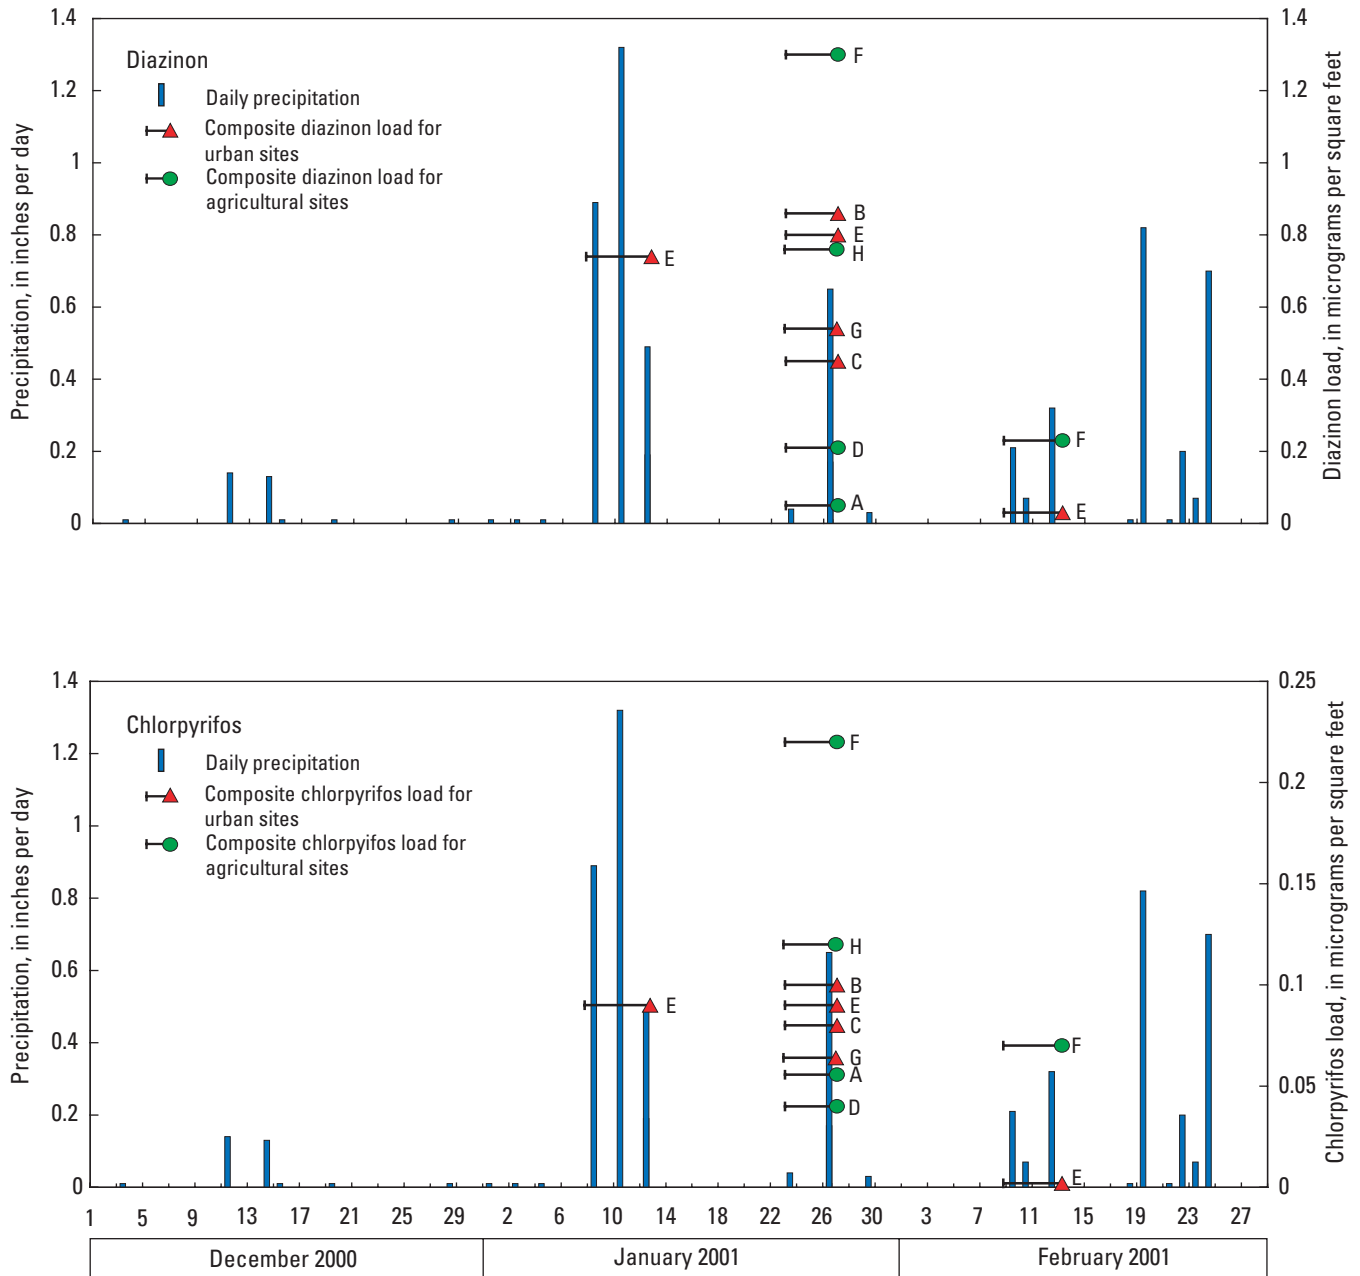 1.4
1.2
1
0.8
0.6
0.4
0.2
0
Precipitation, in inches per day
Diazinon
Daily precipitation
Composite diazinon load for
urban sites
Composite diazinon load for
agricultural sites
E
F
B
E
H
G
C
D
A
F
E
1.4
1.2
1
0.8
0.6
0.4
0.2
0
Diazinon load, in micrograms per square feet
1.4
1.2
1
0.8
0.6
0.4
0.2
0
Precipitation, in inches per day
Chlorpyrifos
Daily precipitation
Composite chlorpyrifos load for
urban sites
Composite chlorpyifos load for
agricultural sites
E
F
H
B
E
C
G
A
D
F
E
0.25
0.2
0.15
0.1
0.05
0
Chlorpyrifos load, in micrograms per square feet
1 5 9 13 17 21 25 29 2 6 10 14 18 22 26 30 3 7 11 15 19 23 27
December 2000 January 2001 February 2001